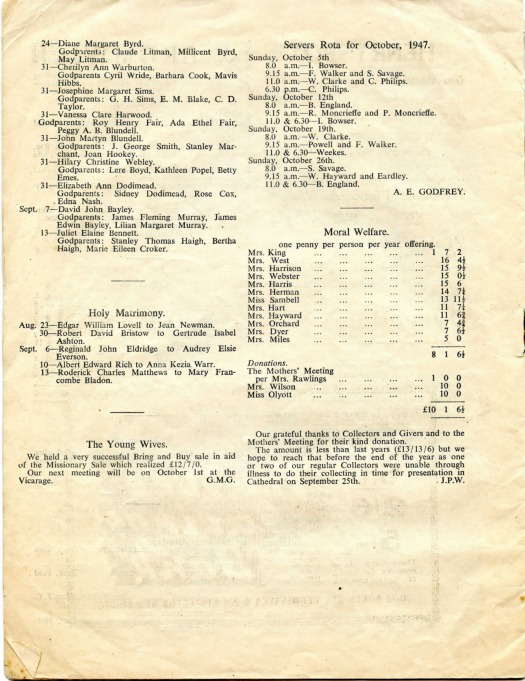 24—Diane Margaret Byrd.
Godparents: Claude Litman, Millicent Byrd,
May Litman.
31—Cherilyn Ann Warburton.
Godparents Cyril Wride, Barbara Cook, Mavis
Hibbs.
31—Josephine Margaret Sims.
Godparents: G. H. Sims, E. M. Blake, C. D.
Taylor.
31—Vanessa Clare Harwood.
Godparents: Roy Henry Fair, Ada Ethel Fair,
Peggy A. B. Blundell.
31—John Martyn Blundell.
Godparents: J. George Smith, Stanley Mar-
chant, Joan Hookey.
31—Hilary Christine Webley.
Godparents: Lere Boyd, Kathleen Popel, Betty
Emes.
31—Elizabeth Ann Dodimead.
Godparents: Sidney Dodimead, Rose Cox,
Edna Nash.
Sept. 7—David John Bayley.
Godparents: James Fleming Murray, James
Edwin Bayley, Lilian Margaret Murray.
13—Juliet Elaine Bennett.
Godparents: Stanley Thomas Haigh, Bertha
Haigh, Marie Eileen Croker.
Holy Matrimony.
Aug. 23—Edgar William Lovell to Jean Newman.
30—Robert David Bristow to Gertrude Isabel
Ashton.
Sept. 6—Reginald John Eldridge to Audrey Elsie
Everson.
10—Albert Edward Rich to Anna Kezia Warr.
13—Roderick Charles Matthews to Mary Fran-
combe Bladon.
The Young Wives.
We held a very successful Bring and Buy sale in aid
of the Missionary Sale which realized £12/7/0.
Our next meeting will be on October 1st at the
Vicarage. G.M.G.
Servers Rota for October, 1947.
Sunday, October 5th
8.0 a.m.—I. Bowser.
9.15 a.m.—F. Walker and S. Savage.
11.0 a.m.—W. Clarke and C. Philips.
6.30 p.m.—C. Philips.
Sunday, October 12th
8.0 a.m.—B. England.
9.15 a.m.—R. Moncrieffe and P. Moncrieffe.
11.0 & 6.30—I. Bowser.
Sunday, October 19th.
8.0 a.m.—W. Clarke.
9.15 a.m.—Powell and F. Walker.
11.0 & 6.30—Weekes.
Sunday, October 26th.
8.0 a.m.—S. Savage.
9.15 a.m.—W. Hayward and Eardley.
11.0 & 6.30—B. England.
A. E. GODFREY.
Moral Welfare.
one penny per person per year offering.
Mrs. King ... ... ... ... ... 1 7 2
Mrs. West ... ... ... ... ... 16 4½
Mrs. Harrison ... ... ... ... ... 15 9½
Mrs. Webster ... ... ... ... ... 15 0½
Mrs. Harris ... ... ... ... ... 15 6
Mrs. Herman ... ... ... ... ... 14 7½
Miss Sambell ... ... ... ... ... 13 11½
Mrs. Hart ... ... ... ... ... 11 7½
Mrs. Hayward ... ... ... ... ... 11 6¾
Mrs. Orchard ... ... ... ... ... 7 4¾
Mrs. Dyer ... ... ... ... ... 7 6½
Mrs. Miles ... ... ... ... ... 5 0
8 1 6½
Donations.
The Mothers' Meeting
per Mrs. Rawlings ... ... ... ... 1 0 0
Mrs. Wilson ... ... ... ... ... 10 0
Miss Olyott ... ... ... ... ... 10 0
£10 1 6½
Our grateful thanks to Collectors and Givers and to the
Mothers' Meeting for their kind donation.
The amount is less than last years (£13/13/6) but we
hope to reach that before the end of the year as one
or two of our regular Collectors were unable through
illness to do their collecting in time for presentation in
Cathedral on September 25th. J.P.W.